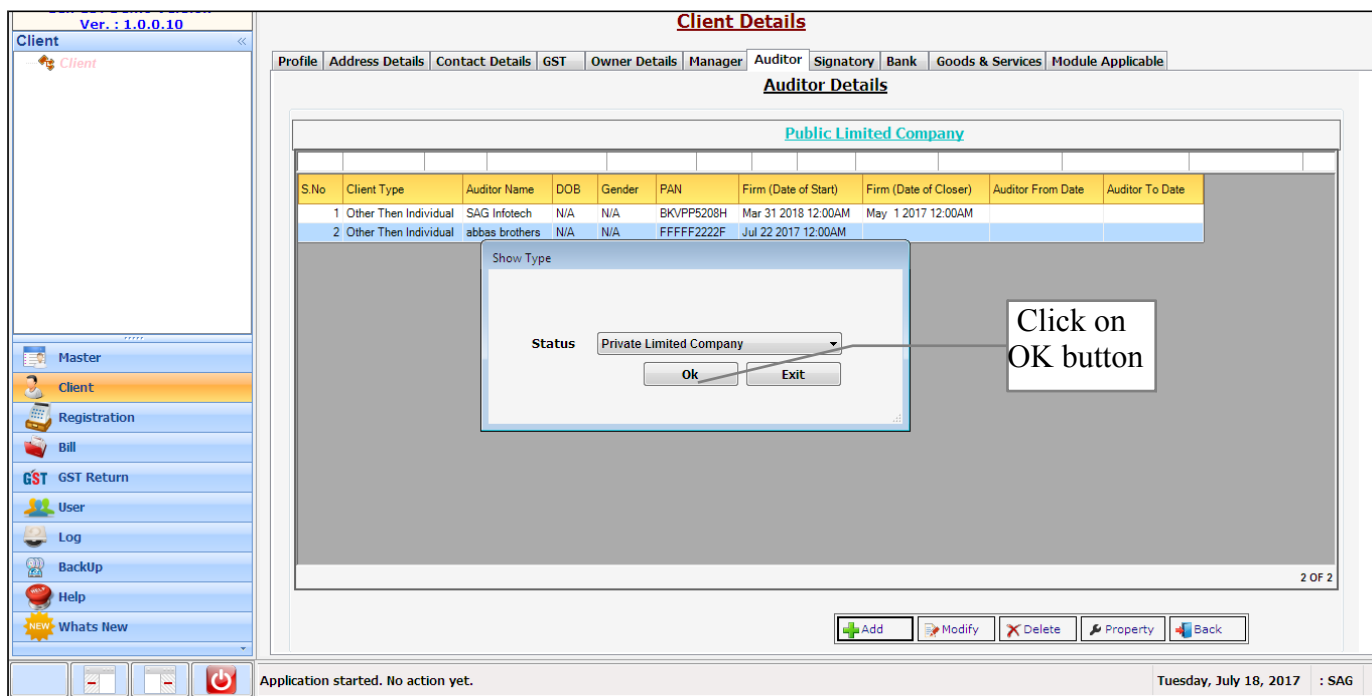 Ver. : 1.0.0.10
Client «
Client
Master
Client
Registration
Bill
GST GST Return
User
Log
BackUp
HELP Help
NEW Whats New
Client Details
Profile Address Details Contact Details GST Owner Details Manager Auditor Signatory Bank Goods & Services Module Applicable
Auditor Details
Public Limited Company
S.No Client Type Auditor Name DOB Gender PAN Firm (Date of Start) Firm (Date of Closer) Auditor From Date Auditor To Date
1 Other Then Individual SAG Infotech N/A N/A BKVPP5208H Mar 31 2018 12:00AM May 1 2017 12:00AM
2 Other Then Individual abbas brothers N/A N/A FFFFF2222F Jul 22 2017 12:00AM
Show Type
Status Private Limited Company
Ok Exit
Click on
OK button
2 OF 2
Add Modify Delete Property Back
Application started. No action yet. Tuesday, July 18, 2017 : SAG